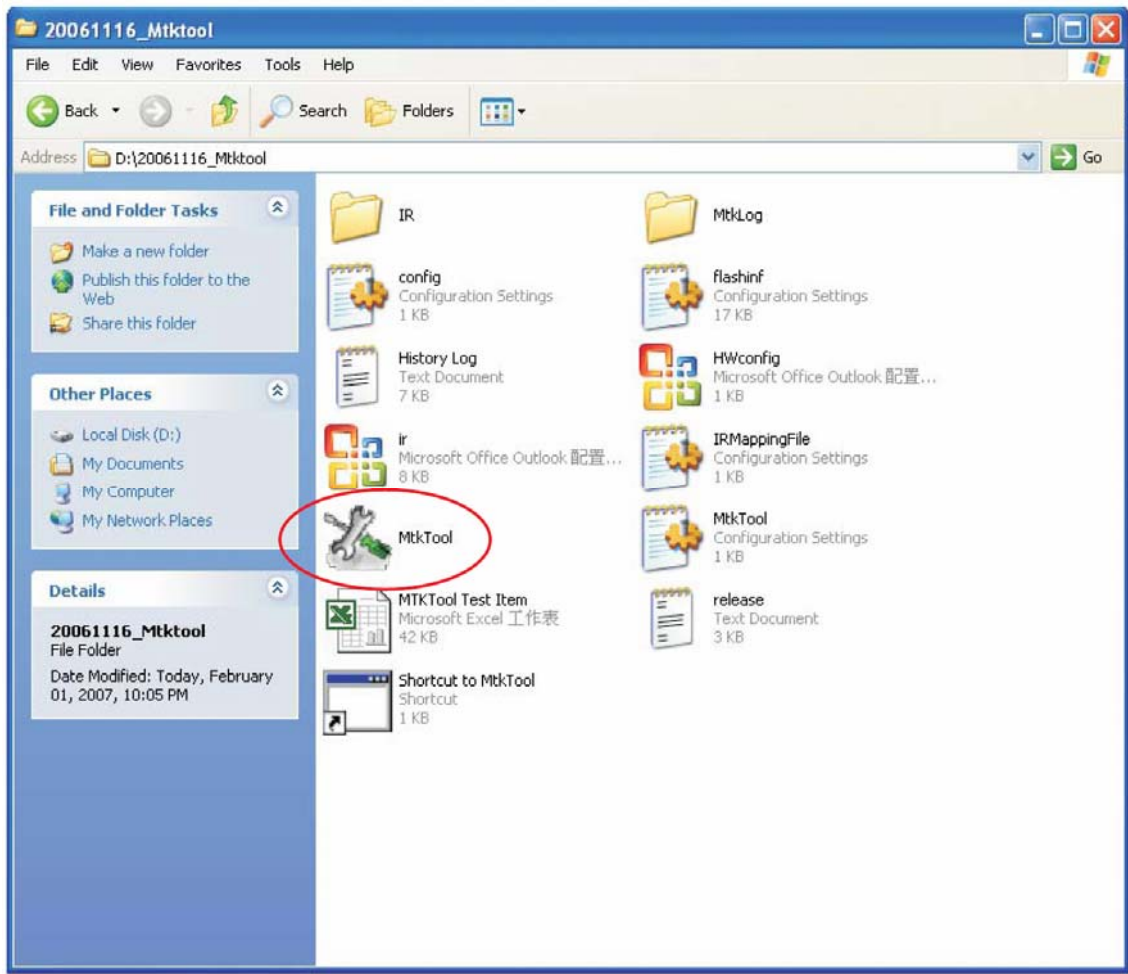 20061116_Mtktool
File Edit View Favorites Tools Help
Back Search Folders
Address D:\20061116_Mtktool Go
File and Folder Tasks
Make a new folder
Publish this folder to the
Web
Share this folder
Other Places
Local Disk (D:)
My Documents
My Computer
My Network Places
Details
20061116_Mtktool
File Folder
Date Modified: Today, February
01, 2007, 10:05 PM
IR
MtkLog
config
Configuration Settings
1 KB
flashinf
Configuration Settings
17 KB
History Log
Text Document
7 KB
HWconfig
Microsoft Office Outlook 配置...
1 KB
ir
Microsoft Office Outlook 配置...
8 KB
IRMappingFile
Configuration Settings
1 KB
MtkTool
MtkTool
Configuration Settings
1 KB
MTKTool Test Item
Microsoft Excel 工作表
42 KB
release
Text Document
3 KB
Shortcut to MtkTool
Shortcut
1 KB